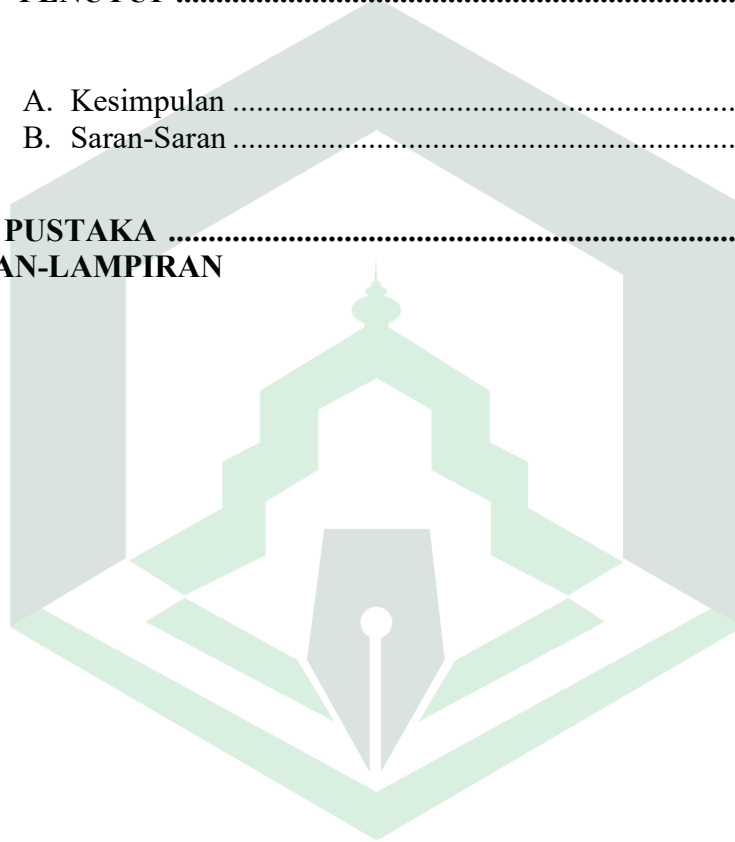 PENUTUP ......................................................................
A. Kesimpulan ..............................................................
B. Saran-Saran ..............................................................
PUSTAKA ......................................................................
AN-LAMPIRAN